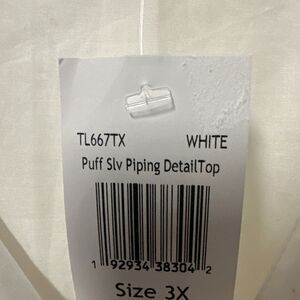 TL667TX WHITE
Puff Slv Piping DetailTop
1 92934 38304 2
Size 3X